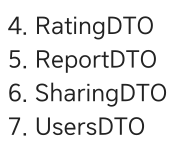 4. RatingDTO
5. ReportDTO
6. SharingDTO
7. UsersDTO